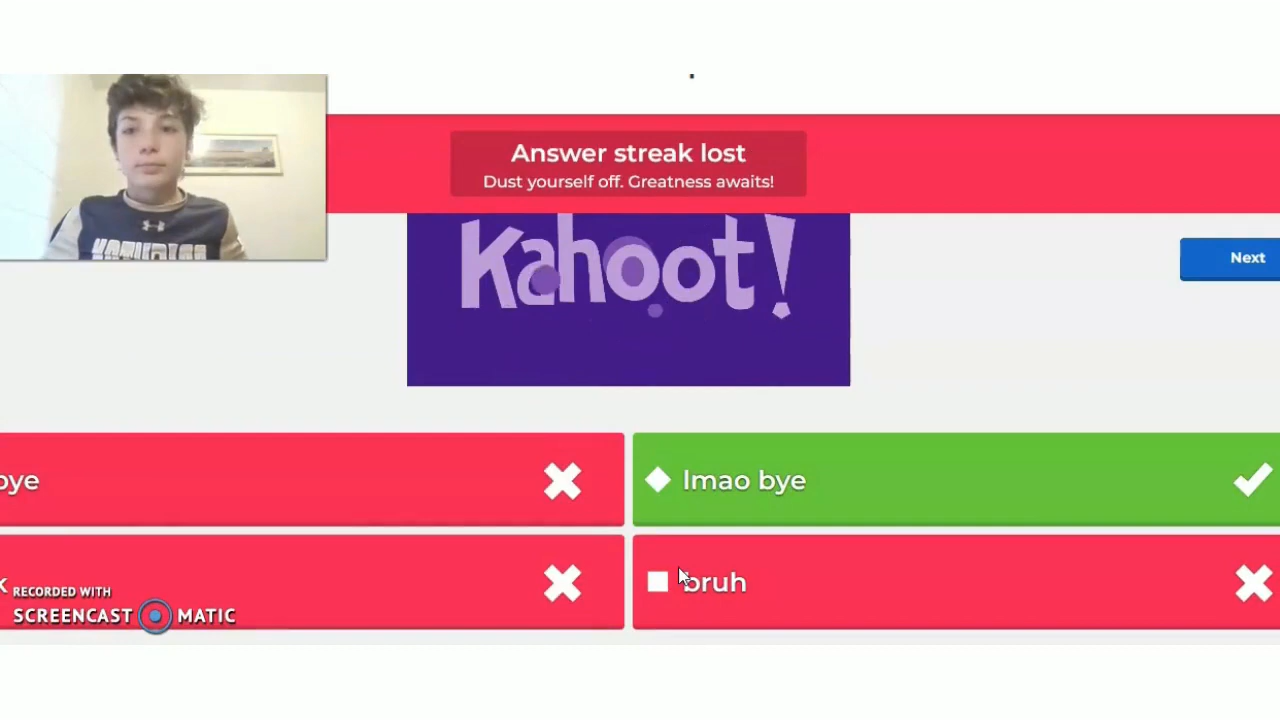 Answer streak lost
Dust yourself off. Greatness awaits!
Kahoot!
Next
bye
lmao bye
bruh
RECORDED WITH
SCREENCAST MATIC